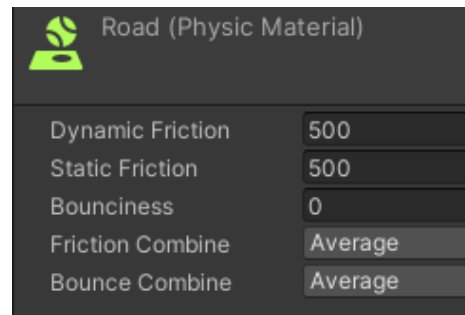 Road (Physic Material)
Dynamic Friction 500
Static Friction 500
Bounciness 0
Friction Combine Average
Bounce Combine Average